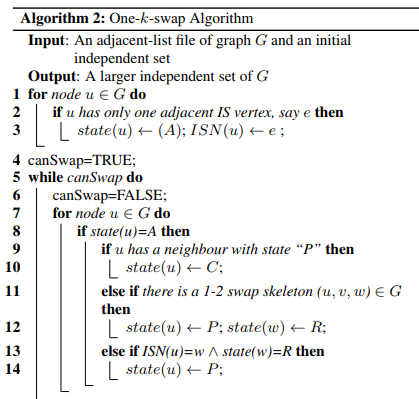 Algorithm 2: One-k-swap Algorithm
Input: An adjacent-list file of graph G and an initial
independent set
Output: A larger independent set of G
1 for node u ∈ G do
2 if u has only one adjacent IS vertex, say e then
3 state(u) ← (A); ISN(u) ← e ;
4 canSwap=TRUE;
5 while canSwap do
6 canSwap=FALSE;
7 for node u ∈ G do
8 if state(u)=A then
9 if u has a neighbour with state “P” then
10 state(u) ← C;
11 else if there is a 1-2 swap skeleton (u, v, w) ∈ G
then
12 state(u) ← P; state(w) ← R;
13 else if ISN(u)=w ∧ state(w)=R then
14 state(u) ← P;